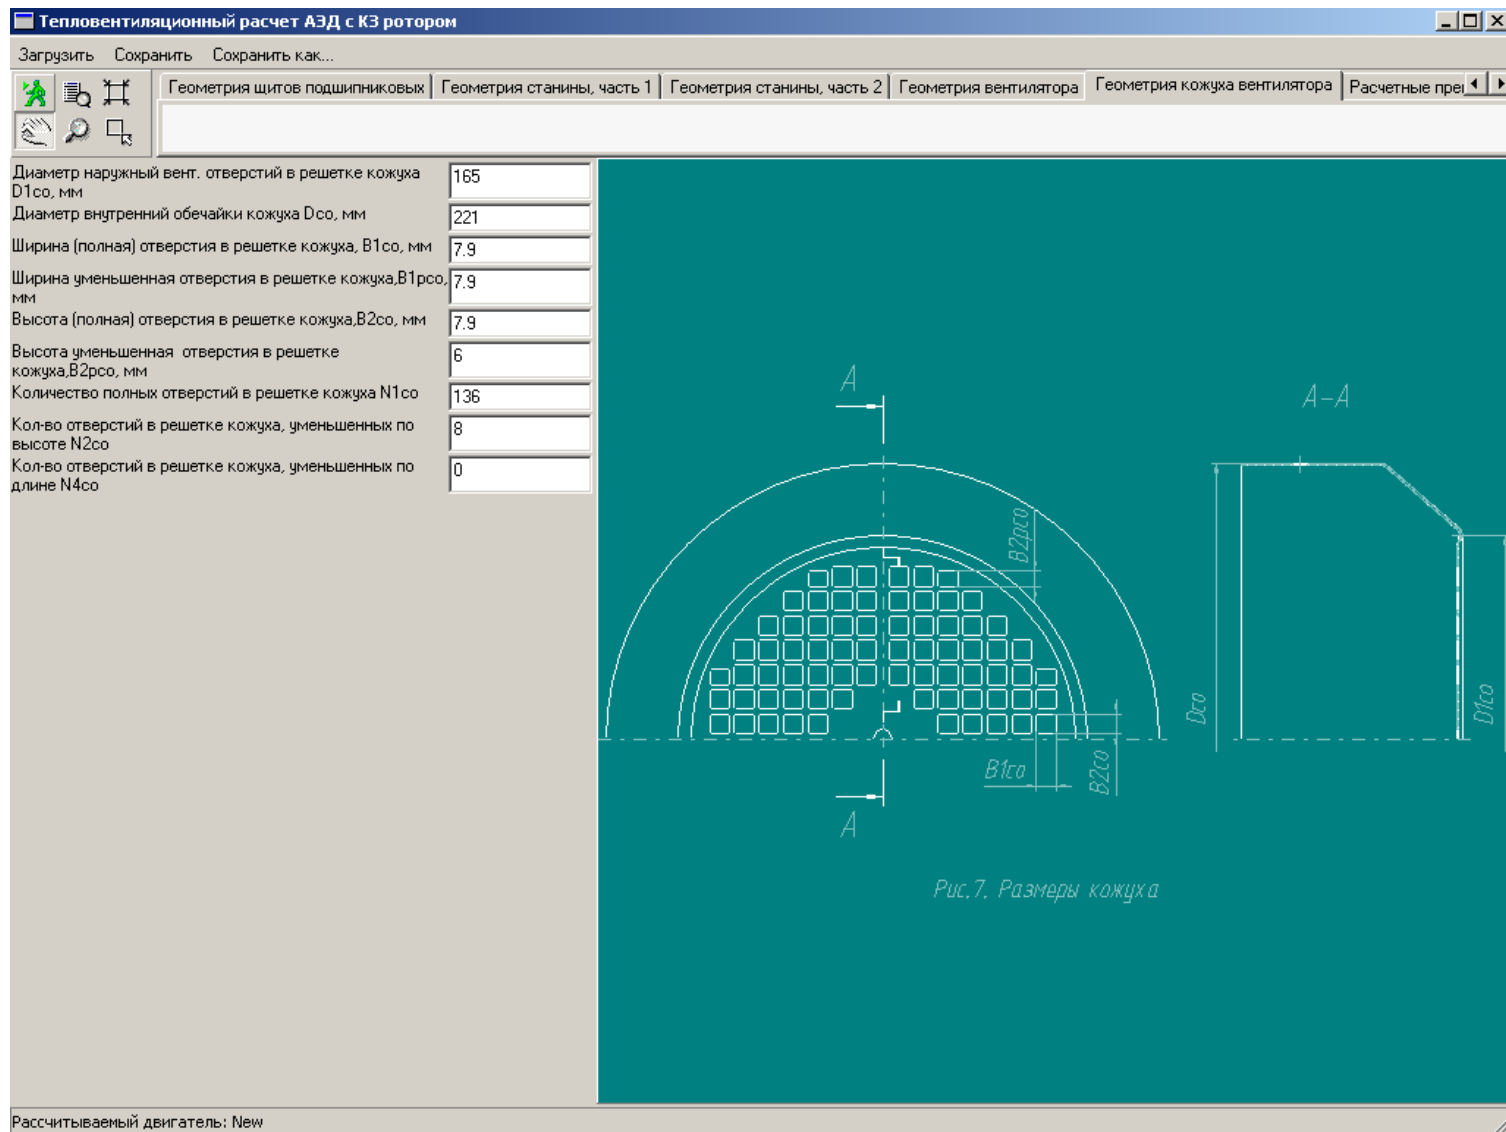 Тепловентиляционный расчет АЭД с КЗ ротором
Загрузить Сохранить Сохранить как...
Геометрия щитов подшипниковых Геометрия станины, часть 1 Геометрия станины, часть 2 Геометрия вентилятора Геометрия кожуха вентилятора Расчетные
Диаметр наружный вент. отверстий в решетке кожуха
D1co, мм
165
Диаметр внутренний обечайки кожуха Dco, мм
221
Ширина (полная) отверстия в решетке кожуха, B1co, мм
7.9
Ширина уменьшенная отверстия в решетке кожуха,B1pco,
мм
7.9
Высота (полная) отверстия в решетке кожуха,B2co, мм
7.9
Высота уменьшенная отверстия в решетке
кожуха,B2pco, мм
6
Количество полных отверстий в решетке кожуха N1co
136
Кол-во отверстий в решетке кожуха, уменьшенных по
высоте N2co
8
Кол-во отверстий в решетке кожуха, уменьшенных по
длине N4co
0
A
A-A
B2pco
Dco
D1co
B1co
B2co
A
Рис.7. Размеры кожуха
Рассчитываемый двигатель: New